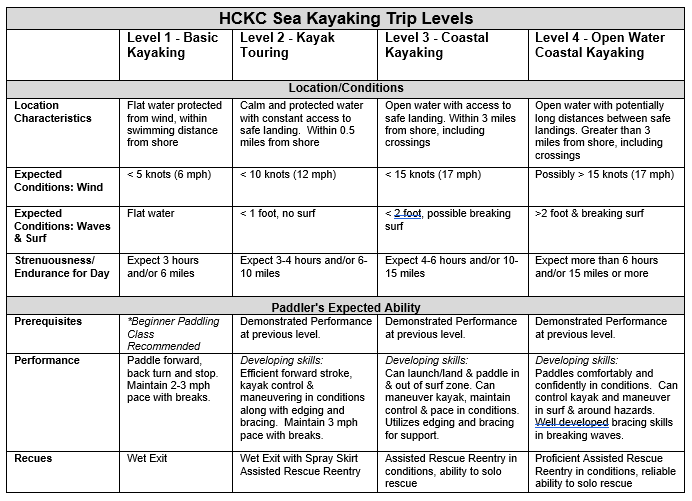 HCKC Sea Kayaking Trip Levels
Level 1 - Basic
Kayaking
Level 2 - Kayak
Touring
Level 3 - Coastal
Kayaking
Level 4 - Open Water
Coastal Kayaking
Location/Conditions
Location
Characteristics
Flat water protected
from wind, within
swimming distance
from shore
Calm and protected water
with constant access to
safe landing.  Within 0.5
miles from shore
Open water with access to
safe landing. Within 3 miles
from shore, including
crossings
Open water with potentially
long distances between safe
landings. Greater than 3
miles from shore, including
crossings
Expected
Conditions: Wind
< 5 knots (6 mph)
< 10 knots (12 mph)
< 15 knots (17 mph)
Possibly > 15 knots (17 mph)
Expected
Conditions: Waves
& Surf
Flat water
< 1 foot, no surf
< 2 foot, possible breaking
surf
>2 foot & breaking surf
Strenuousness/
Endurance for Day
Expect 3 hours
and/or 6 miles
Expect 3-4 hours and/or 6-
10 miles
Expect 4-6 hours and/or 10-
15 miles
Expect more than 6 hours
and/or 15 miles or more
Paddler's Expected Ability
Prerequisites
*Beginner Paddling
Class
Recommended
Demonstrated Performance
at previous level.
Demonstrated Performance
at previous level.
Demonstrated Performance
at previous level.
Performance
Paddle forward,
back turn and stop.
Maintain 2-3 mph
pace with breaks.
Developing skills:
Efficient forward stroke,
kayak control &
maneuvering in conditions
along with edging and
bracing.  Maintain 3 mph
pace with breaks.
Developing skills:
Can launch/land & paddle in
& out of surf zone. Can
maneuver kayak, maintain
control & pace in conditions.
Utilizes edging and bracing
for support.
Developing skills:
Paddles comfortably and
confidently in conditions.  Can
control kayak and maneuver
in surf & around hazards.
Well developed bracing skills
in breaking waves.
Recues
Wet Exit
Wet Exit with Spray Skirt
Assisted Rescue Reentry
Assisted Rescue Reentry in
conditions, ability to solo
rescue
Proficient Assisted Rescue
Reentry in conditions, reliable
ability to solo rescue